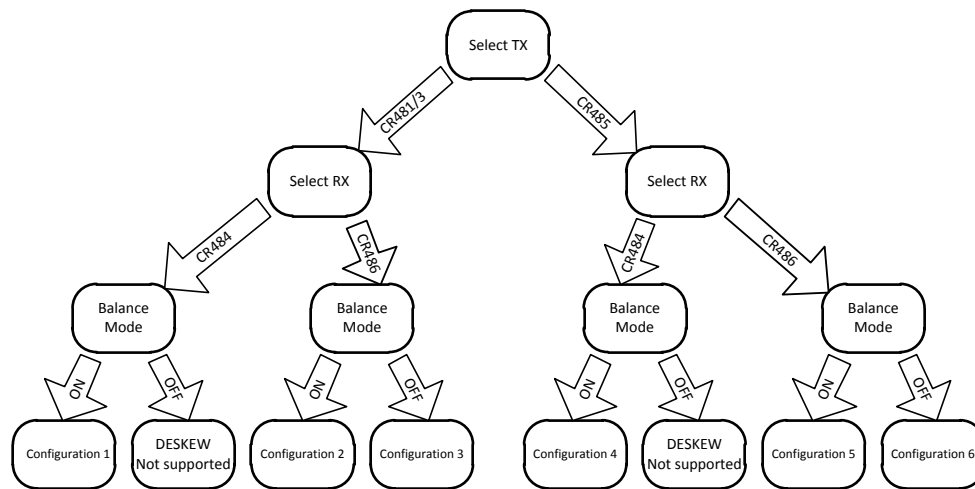 Select TX
CR481/3
CR485
Select RX
Select RX
CR484
CR486
CR484
CR486
Balance
Mode
Balance
Mode
Balance
Mode
Balance
Mode
ON
OFF
ON
OFF
ON
OFF
ON
OFF
Configuration 1
DESKEW
Not supported
Configuration 2
Configuration 3
Configuration 4
DESKEW
Not supported
Configuration 5
Configuration 6